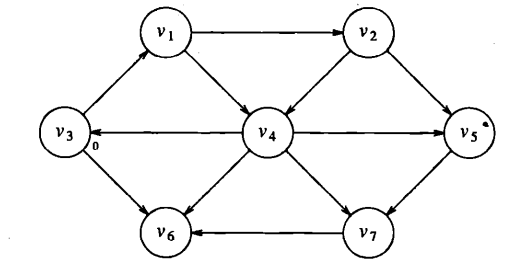 v₁ v₂
v₃ 0 v₄ v₅
v₆ v₇